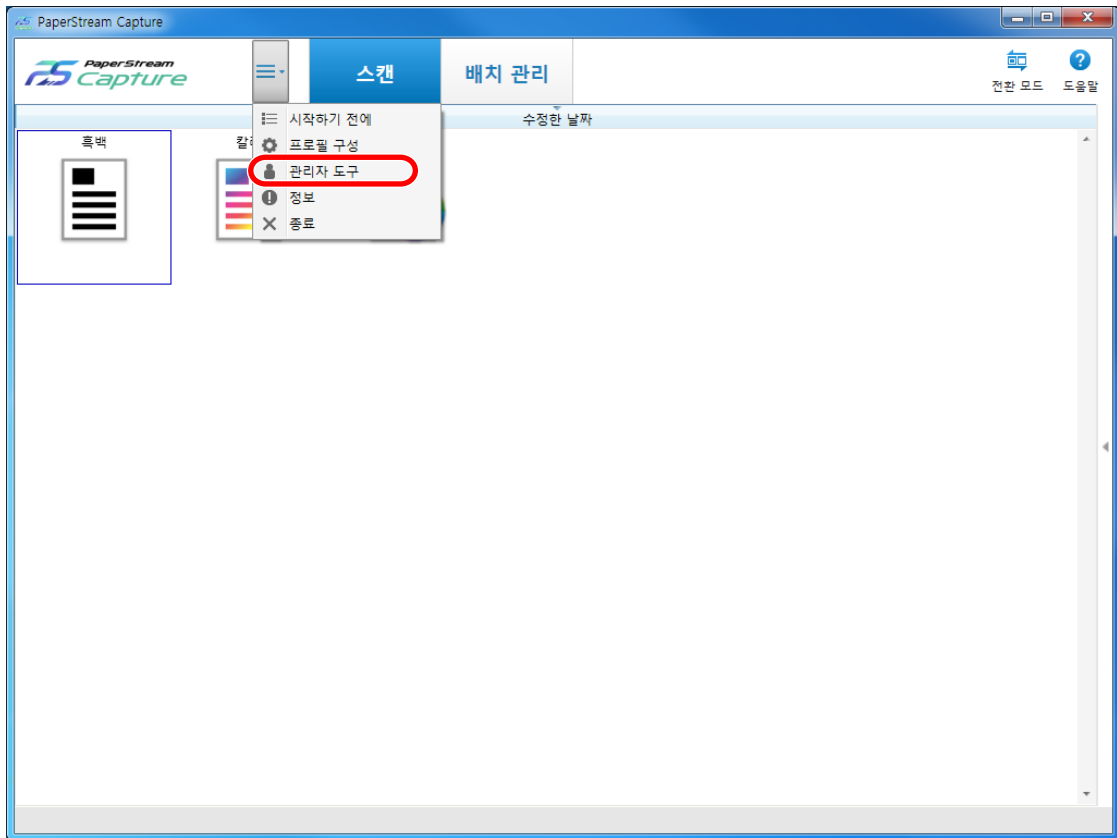 PaperStream Capture
PaperStream
Capture
스캔
배치 관리
전환 모드
도움말
수정한 날짜
시작하기 전에
프로필 구성
관리자 도구
정보
종료
흑백